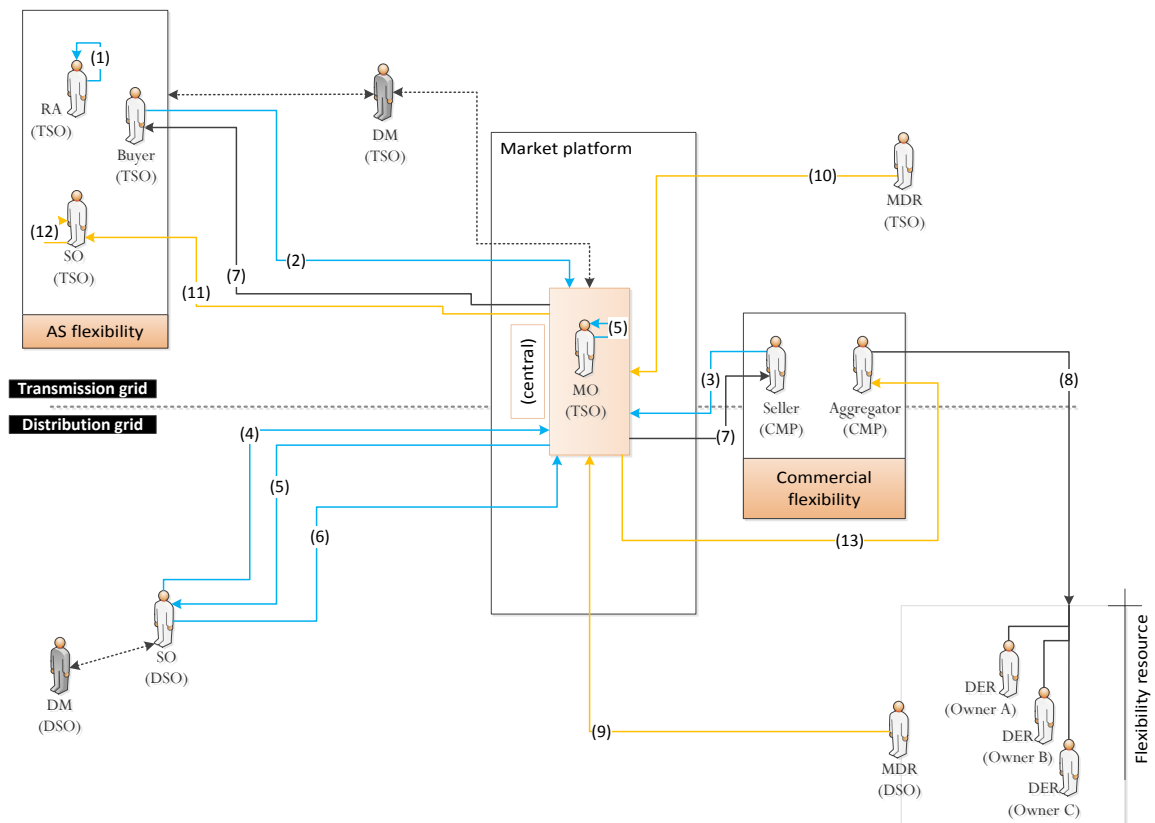 (1)
RA
(TSO)
Buyer
(TSO)
DM
(TSO)
Market platform
(10)
MDR
(TSO)
(12)
SO
(TSO)
(7)
(2)
(11)
AS flexibility
(central)
(5)
MO
(TSO)
(3)
Seller
(CMP)
Aggregator
(CMP)
(8)
Transmission grid
Distribution grid
(4)
(7)
(5)
(6)
Commercial
flexibility
(13)
SO
(DSO)
DM
(DSO)
(9)
MDR
(DSO)
DER
(Owner A)
DER
(Owner B)
DER
(Owner C)
Flexibility resource